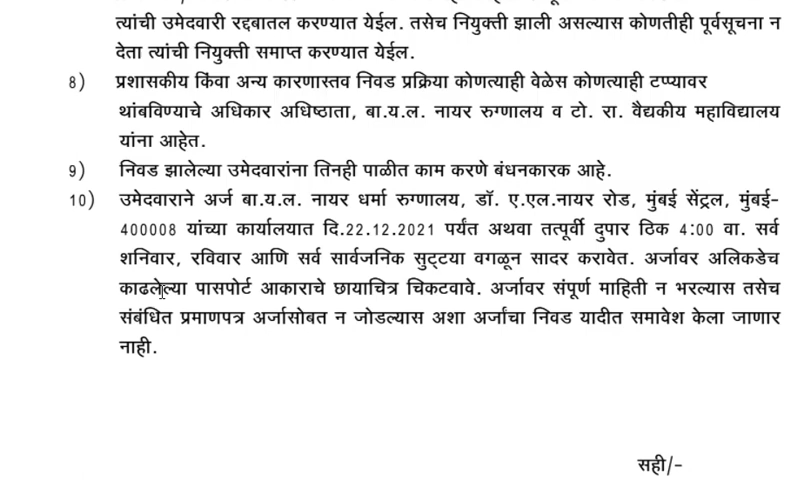 त्यांची उमेदवारी रद्दबातल करण्यात येईल. तसेच नियुक्ती झाली असल्यास कोणतीही पूर्वसूचना न
देता त्यांची नियुक्ती समाप्त करण्यात येईल.
8) प्रशासकीय किंवा अन्य कारणास्तव निवड प्रक्रिया कोणत्याही वेळेस कोणत्याही टप्प्यावर
थांबविण्याचे अधिकार अधिष्ठाता, बा.य.ल. नायर रुग्णालय व टो. रा. वैद्यकीय महाविद्यालय
यांना आहेत.
9) निवड झालेल्या उमेदवारांना तिनही पाळीत काम करणे बंधनकारक आहे.
10) उमेदवाराने अर्ज बा.य.ल. नायर धर्मा रुग्णालय, डॉ. ए.एल.नायर रोड, मुंबई सेंट्रल, मुंबई-
400008 यांच्या कार्यालयात दि.22.12.2021 पर्यंत अथवा तत्पूर्वी दुपार ठिक 4:00 वा. सर्व
शनिवार, रविवार आणि सर्व सार्वजनिक सुट्टया वगळून सादर करावेत. अर्जावर अलिकडेच
काढलेल्या पासपोर्ट आकाराचे छायाचित्र चिकटवावे. अर्जावर संपूर्ण माहिती न भरल्यास तसेच
संबंधित प्रमाणपत्र अर्जासोबत न जोडल्यास अशा अर्जांचा निवड यादीत समावेश केला जाणार
नाही.
सही/-